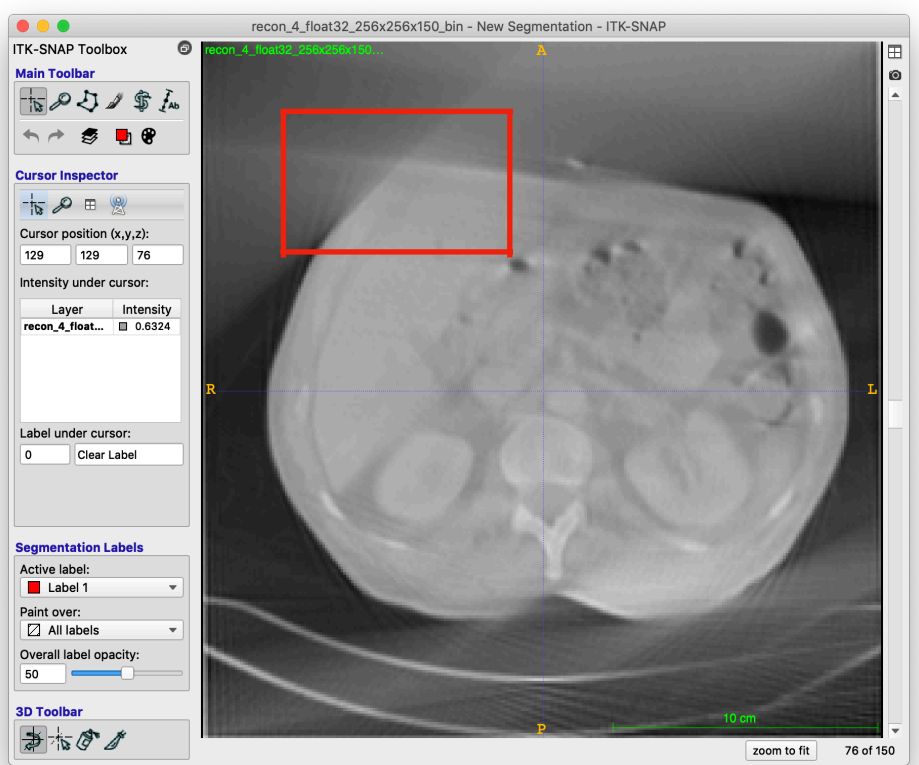 recon_4_float32_256x256x150_bin - New Segmentation - ITK-SNAP
ITK-SNAP Toolbox
Main Toolbar
Ab
Cursor Inspector
Cursor position (x,y,z):
129 129 76
Intensity under cursor:
Layer Intensity
recon_4_float... 0.6324
Label under cursor:
0 Clear Label
Segmentation Labels
Active label:
Label 1
Paint over:
All labels
Overall label opacity:
50
3D Toolbar
recon_4_float32_256x256x150...
A
R
L
P
10 cm
zoom to fit
76 of 150